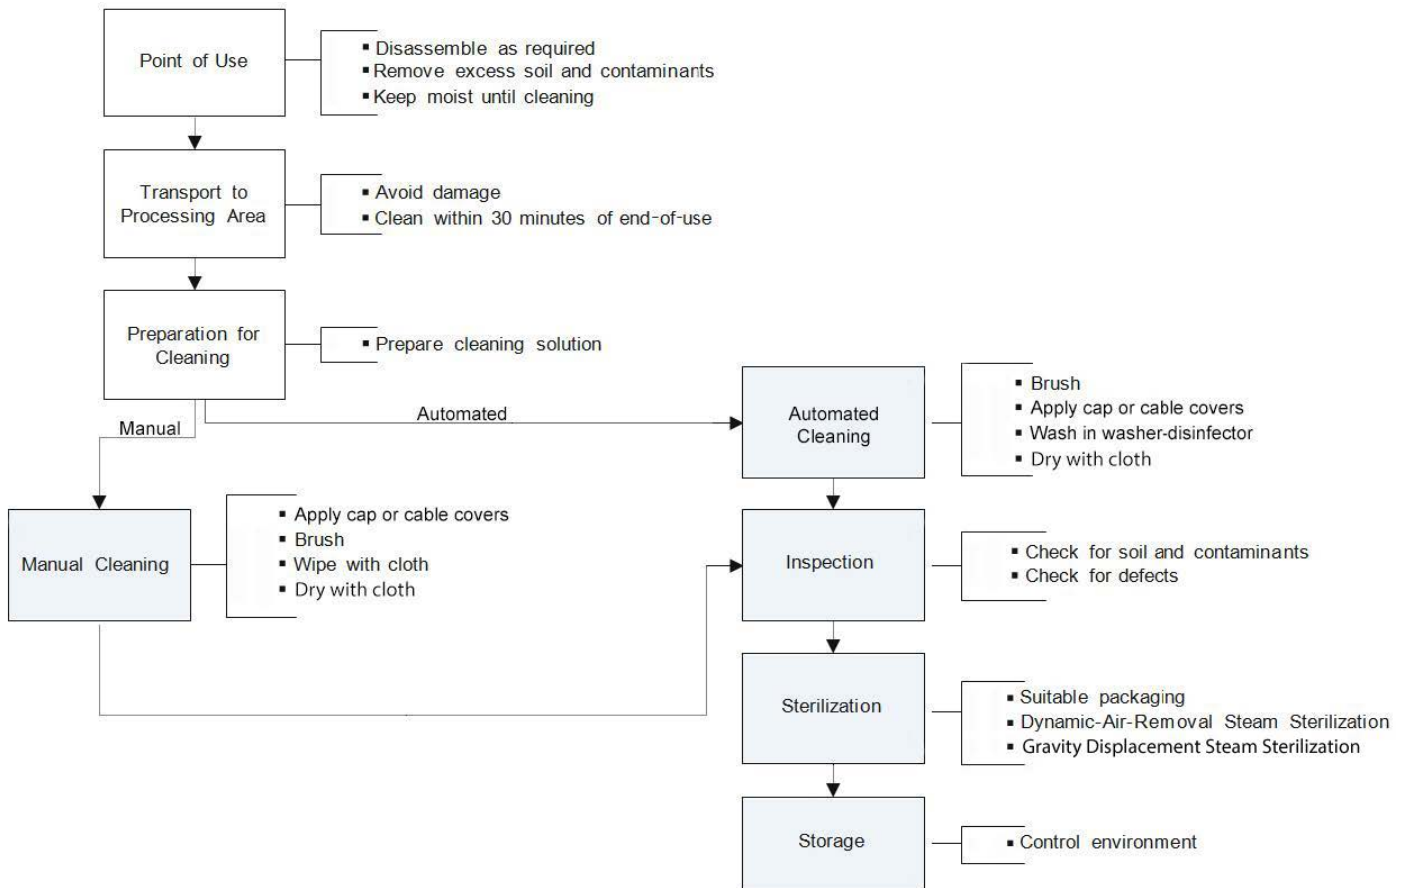 Point of Use
▪ Disassemble as required
▪ Remove excess soil and contaminants
▪ Keep moist until cleaning
Transport to
Processing Area
▪ Avoid damage
▪ Clean within 30 minutes of end-of-use
Preparation for
Cleaning
▪ Prepare cleaning solution
Manual
Automated
Automated
Cleaning
▪ Brush
▪ Apply cap or cable covers
▪ Wash in washer-disinfector
▪ Dry with cloth
Manual Cleaning
▪ Apply cap or cable covers
▪ Brush
▪ Wipe with cloth
▪ Dry with cloth
Inspection
▪ Check for soil and contaminants
▪ Check for defects
Sterilization
▪ Suitable packaging
▪ Dynamic-Air-Removal Steam Sterilization
▪ Gravity Displacement Steam Sterilization
Storage
▪ Control environment